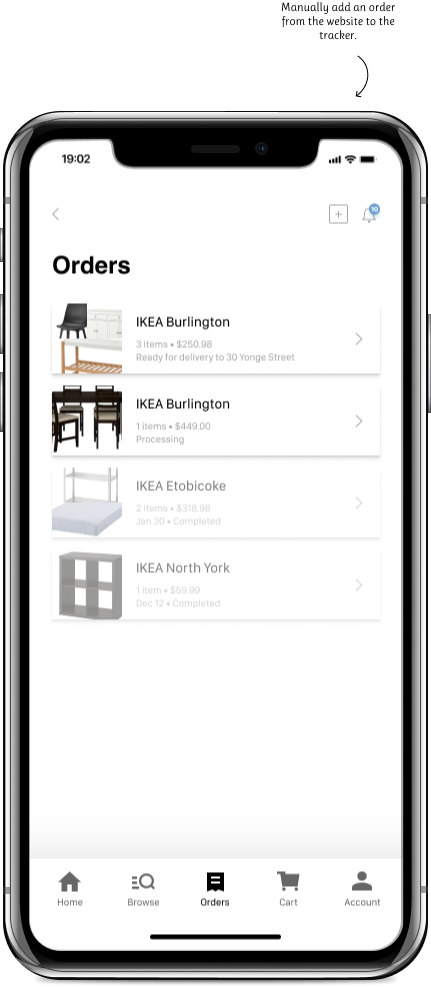 Manually add an order
from the website to the
tracker.
19:02
10
Orders
IKEA Burlington
3 items • $250.98
Ready for delivery to 30 Yonge Street
IKEA Burlington
1 items • $449.00
Processing
IKEA Etobicoke
2 items • $318.98
Jan 30 • Completed
IKEA North York
1 item • $59.99
Dec 12 • Completed
Home
Browse
Orders
Cart
Account